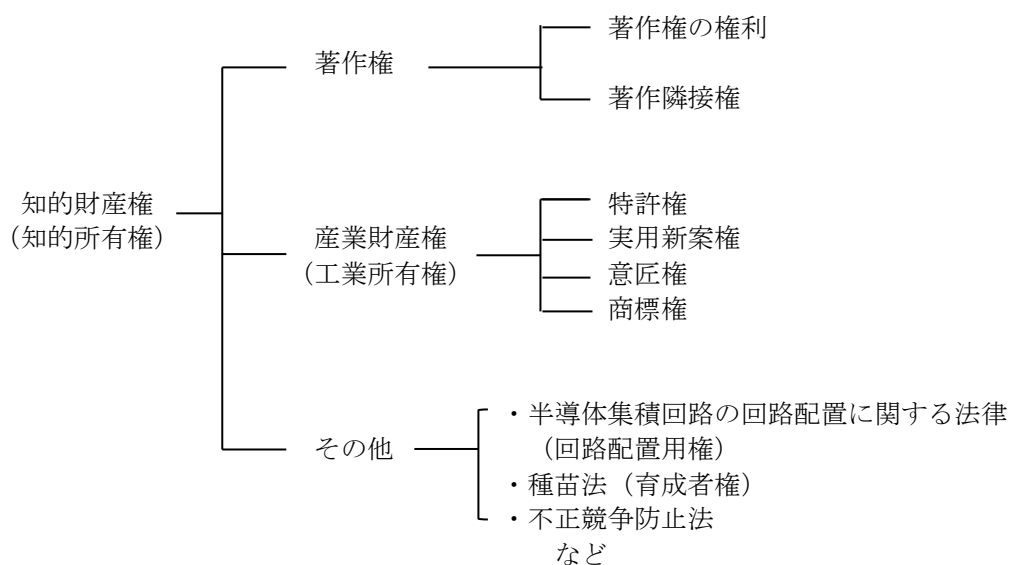 知的財産権
（知的所有権）
著作権
著作権の権利
著作隣接権
産業財産権
（工業所有権）
特許権
実用新案権
意匠権
商標権
その他
・半導体集積回路の回路配置に関する法律
（回路配置用権）
・種苗法（育成者権）
・不正競争防止法
など